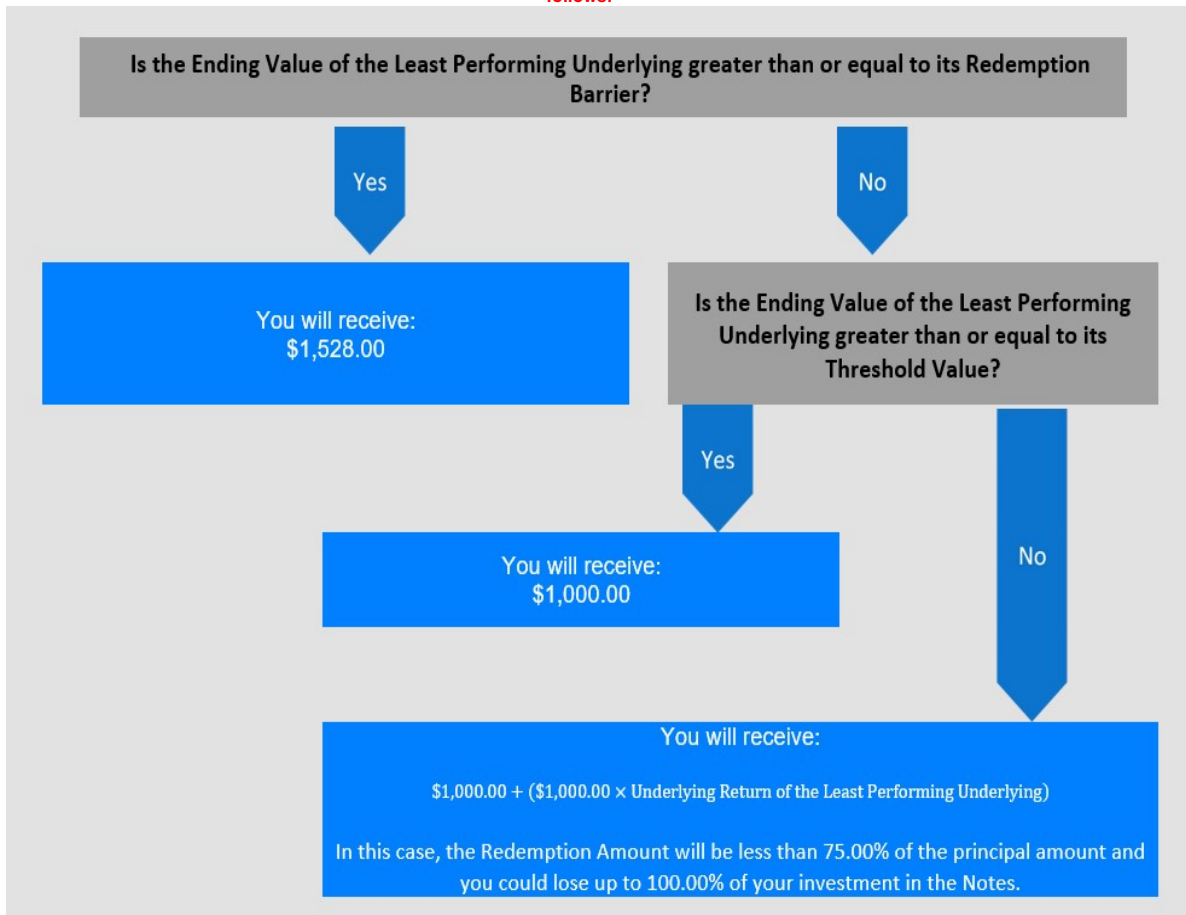 follows:
Is the Ending Value of the Least Performing Underlying greater than or equal to its Redemption
Barrier?
Yes
No
You will receive:
$1,528.00
Is the Ending Value of the Least Performing
Underlying greater than or equal to its
Threshold Value?
Yes
No
You will receive:
$1,000.00
You will receive:
$1,000.00 + ($1,000.00 × Underlying Return of the Least Performing Underlying)
In this case, the Redemption Amount will be less than 75.00% of the principal amount and
you could lose up to 100.00% of your investment in the Notes.